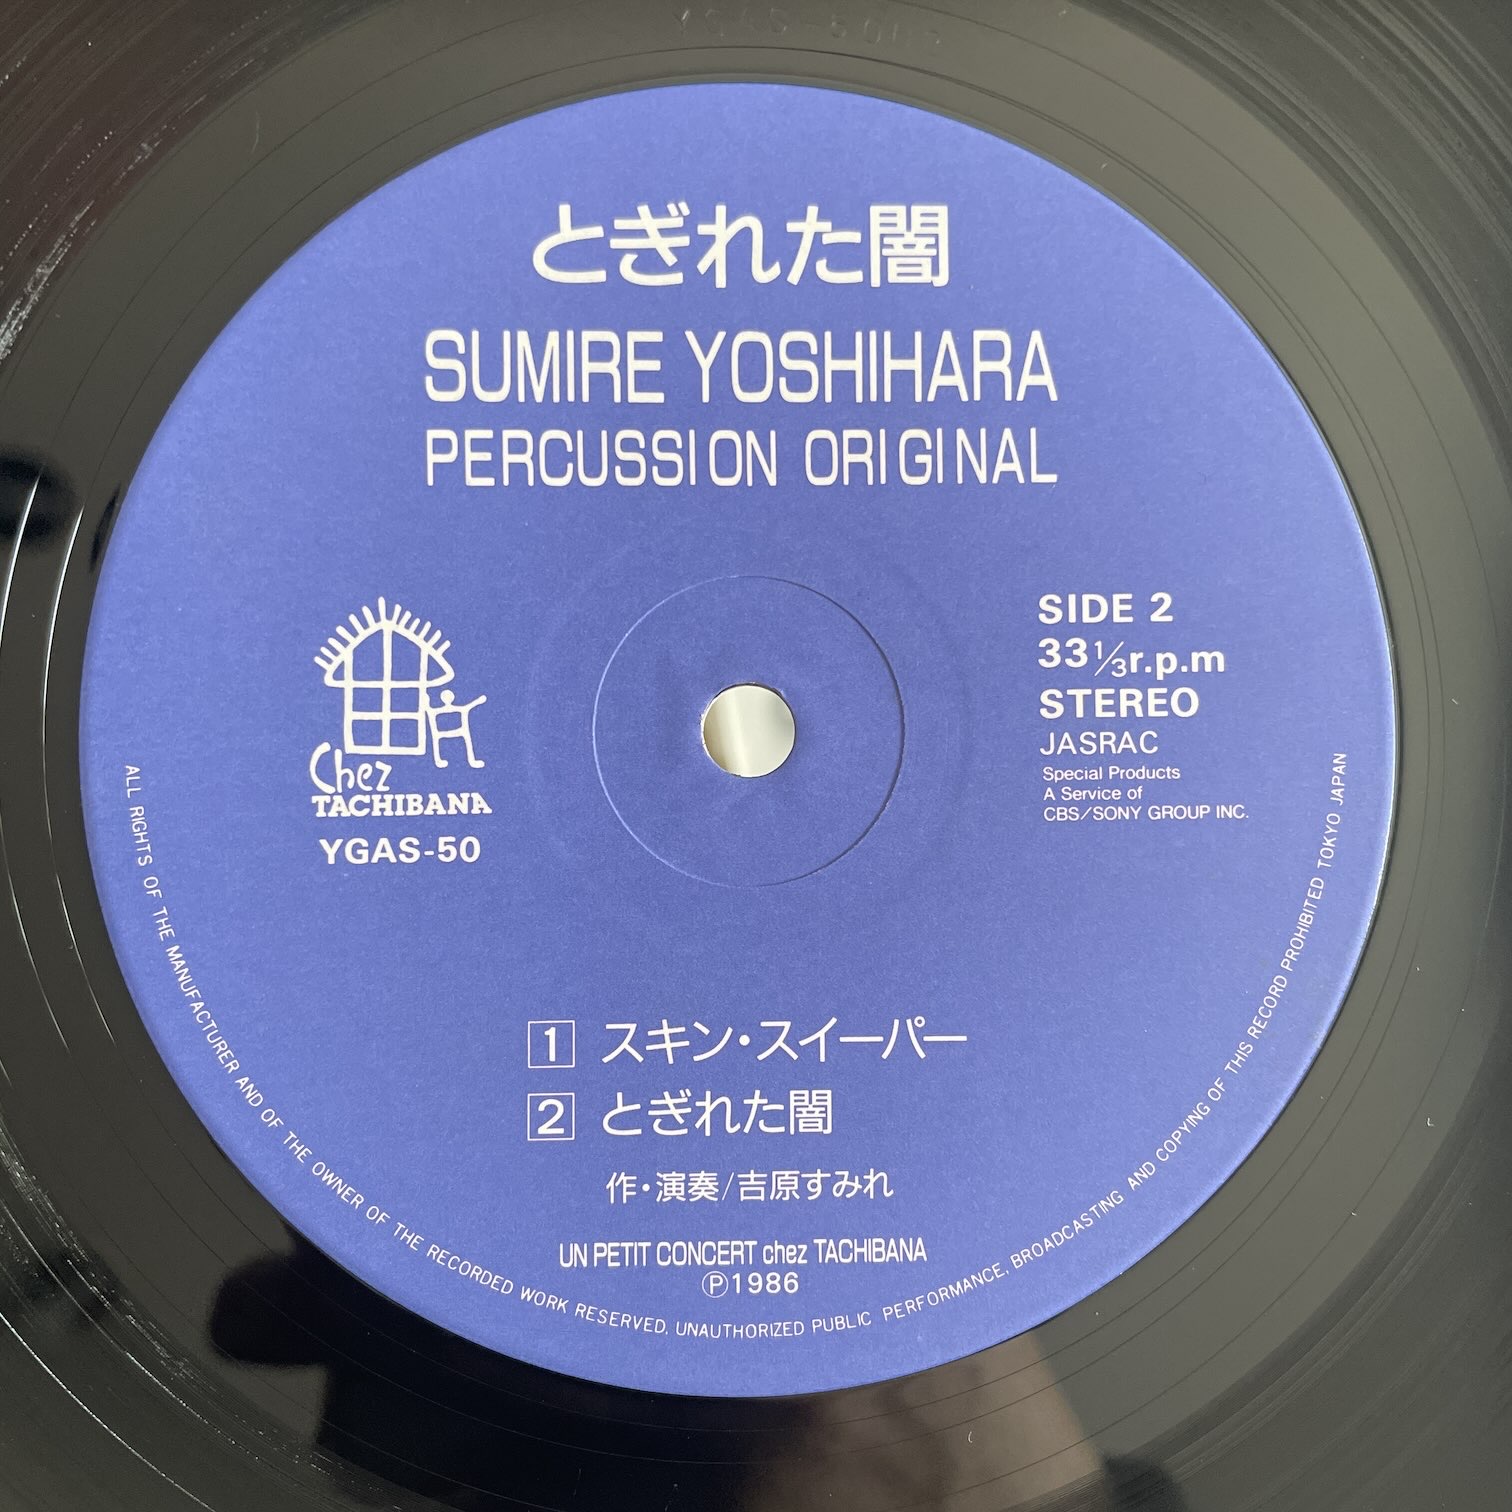 とぎれた闇
SUMIRE YOSHIHARA
PERCUSSION ORIGINAL
Chez
TACHIBANA
YGAS-50
SIDE 2
33⅓r.p.m
STEREO
JASRAC
Special Products
A Service of
CBS/SONY GROUP INC.
1 スキン・スイーパー
2 とぎれた闇
作・演奏/吉原すみれ
UN PETIT CONCERT chez TACHIBANA
Ⓟ1986
ALL RIGHTS OF THE MANUFACTURER AND OF THE OWNER OF THE RECORDED WORK RESERVED. UNAUTHORIZED PUBLIC PERFORMANCE, BROADCASTING AND COPYING OF THIS RECORD PROHIBITED TOKYO JAPAN